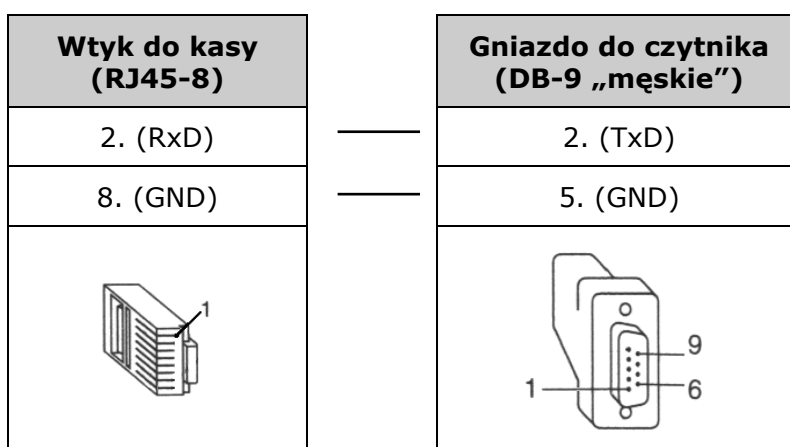 Wtyk do kasy
(RJ45-8)
Gniazdo do czytnika
(DB-9 „męskie”)
2. (RxD)
2. (TxD)
8. (GND)
5. (GND)
1
9
1
6